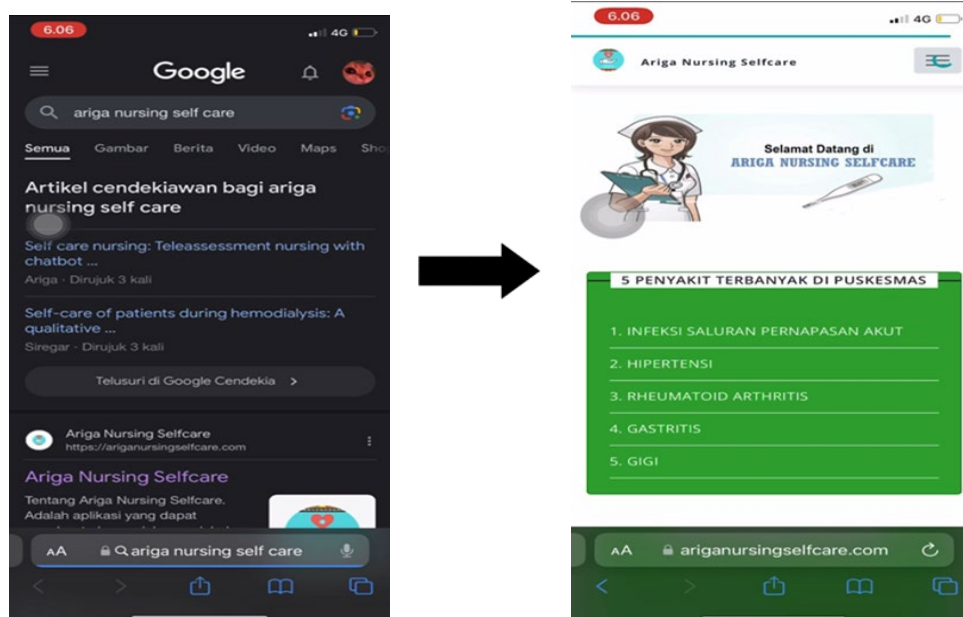 6.06
4G
Google
ariga nursing self care
Semua Gambar Berita Video Maps Sho
Artikel cendekiawan bagi ariga
nursing self care
Self care nursing: Teleassessment nursing with
chatbot ...
Ariga · Dirujuk 3 kali
Self-care of patients during hemodialysis: A
qualitative ...
Siregar · Dirujuk 3 kali
Telusuri di Google Cendekia >
Ariga Nursing Selfcare
https://ariganursingselfcare.com
Ariga Nursing Selfcare
Tentang Ariga Nursing Selfcare.
Adalah aplikasi yang dapat
AA ariga nursing self care
6.06
4G
Ariga Nursing Selfcare
Selamat Datang di
ARIGA NURSING SELFCARE
5 PENYAKIT TERBANYAK DI PUSKESMAS
1. INFEKSI SALURAN PERNAPASAN AKUT
2. HIPERTENSI
3. RHEUMATOID ARTHRITIS
4. GASTRITIS
5. GIGI
AA ariganursingselfcare.com